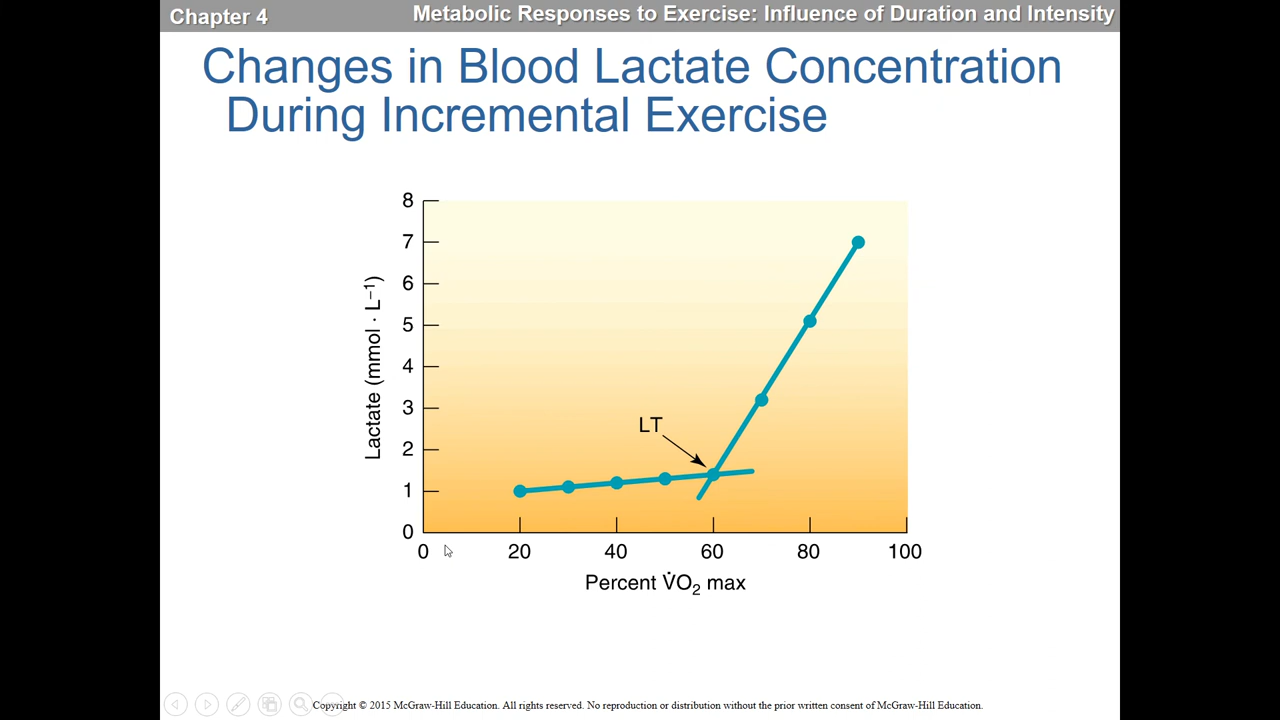 Chapter 4
Metabolic Responses to Exercise: Influence of Duration and Intensity
Changes in Blood Lactate Concentration
During Incremental Exercise
8
7
6
5
4
3
2
1
0
Lactate (mmol · L⁻¹)
LT
0 20 40 60 80 100
Percent V̇O₂ max
Copyright © 2015 McGraw-Hill Education. All rights reserved. No reproduction or distribution without the prior written consent of McGraw-Hill Education.